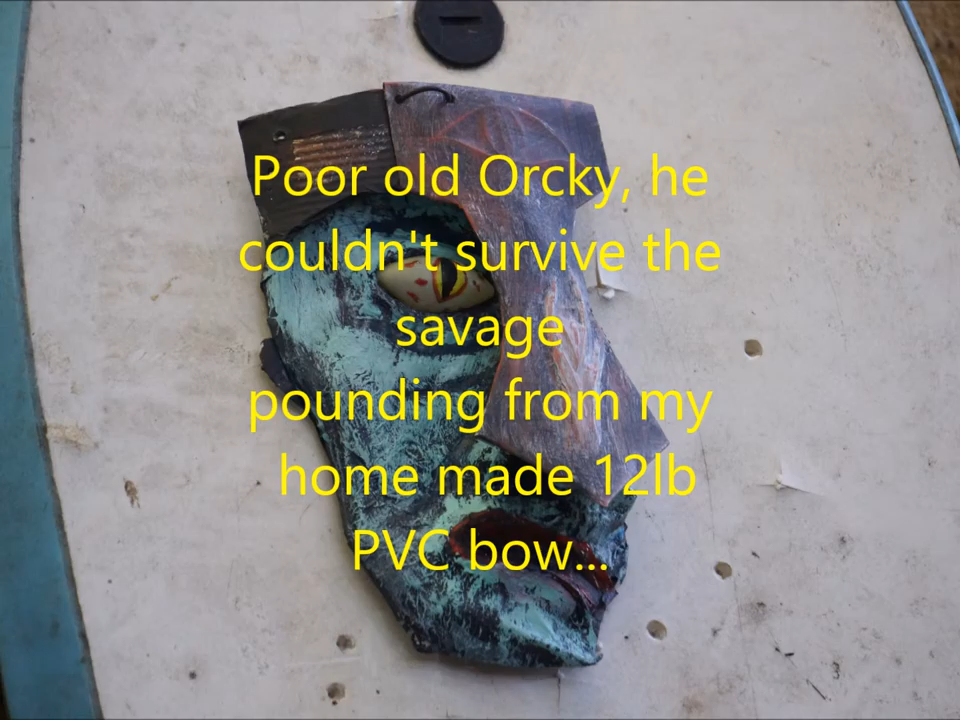 Poor old Orcky, he
couldn't survive the
savage
pounding from my
home made 12lb
PVC bow...